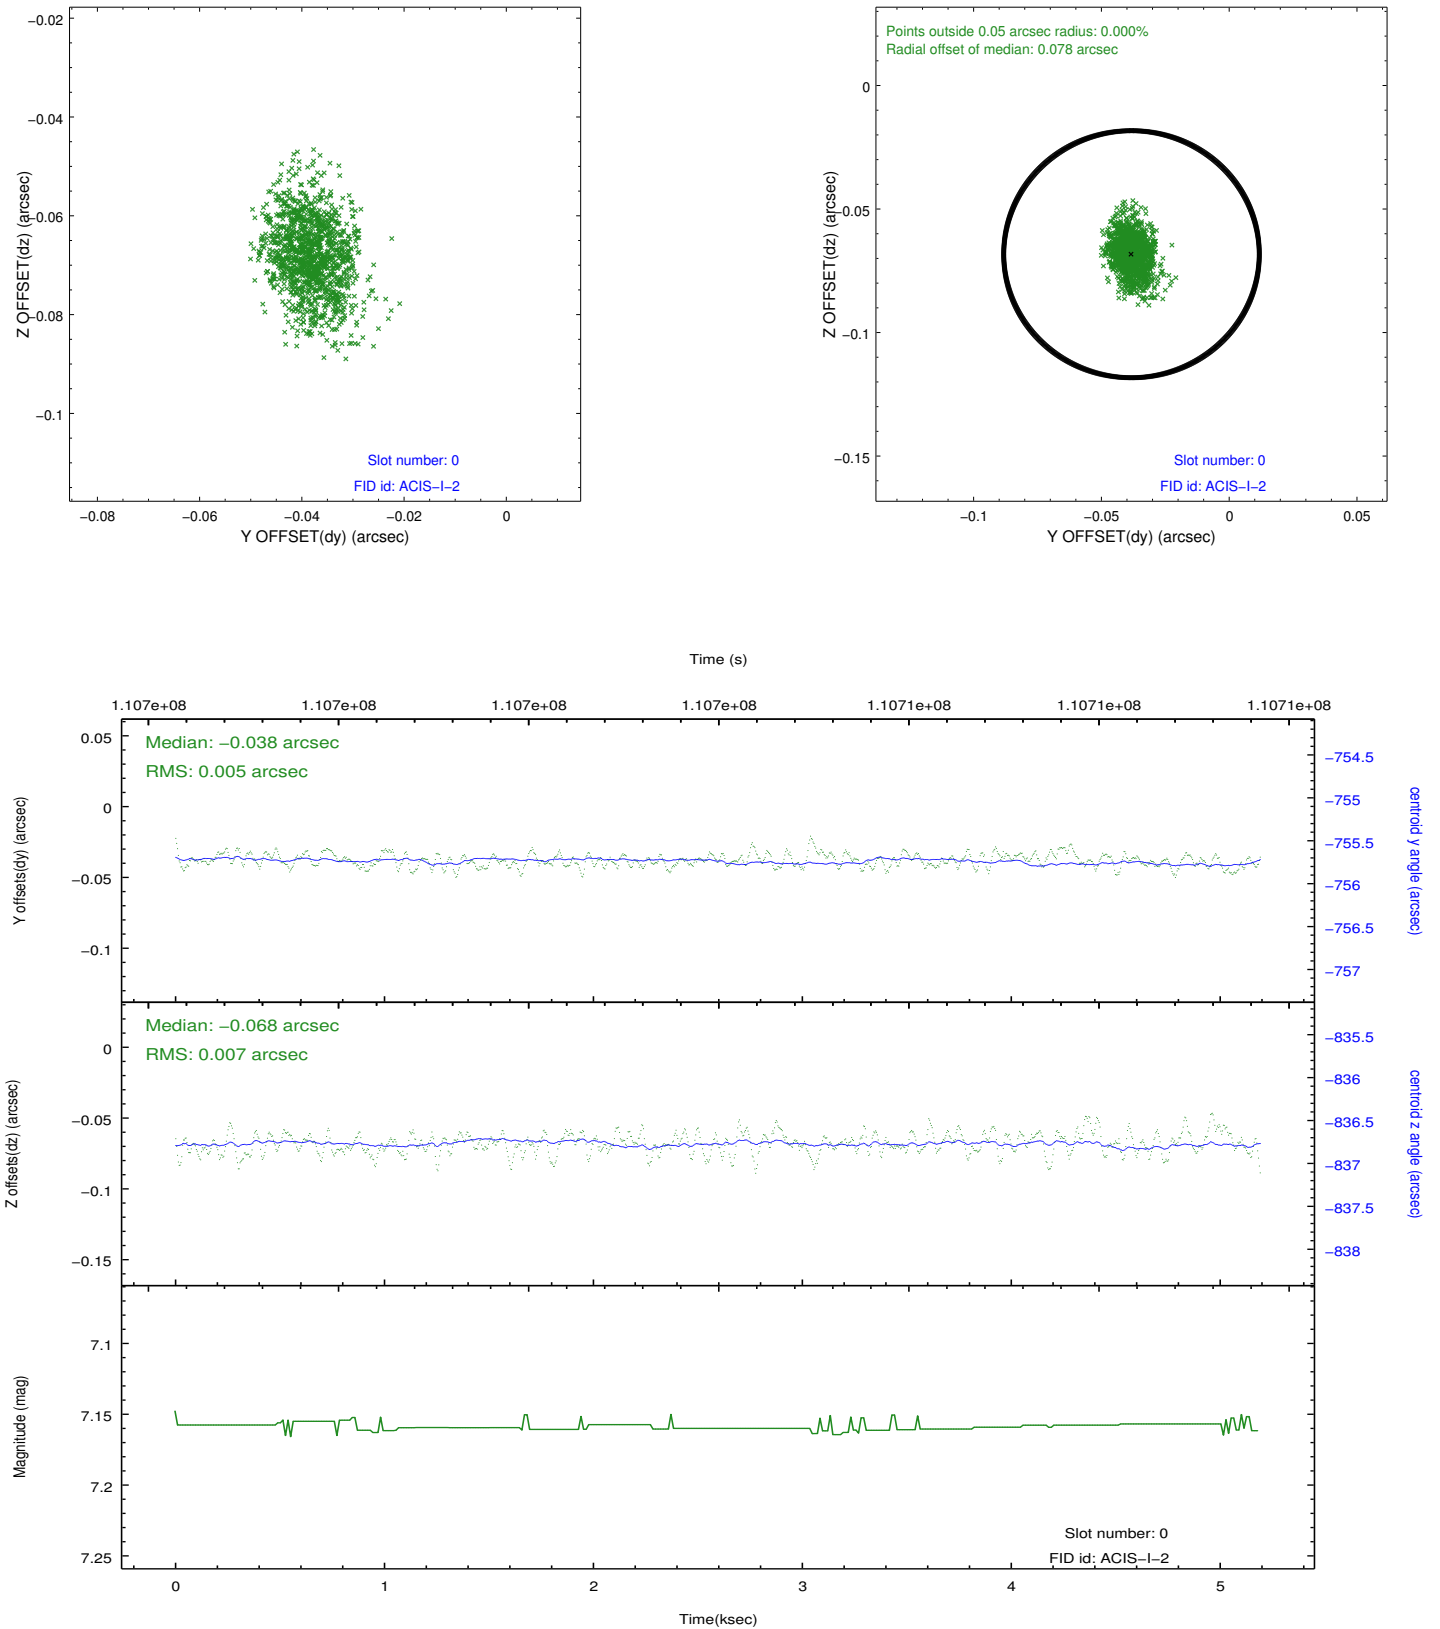 −0.02
−0.04
−0.06
−0.08
−0.1
Z OFFSET(dz) (arcsec)
Slot number: 0
FID id: ACIS−I−2
−0.08
−0.06
−0.04
−0.02
0
Y OFFSET(dy) (arcsec)
Points outside 0.05 arcsec radius: 0.000%
Radial offset of median: 0.078 arcsec
0
−0.05
−0.1
−0.15
Z OFFSET(dz) (arcsec)
Slot number: 0
FID id: ACIS−I−2
−0.1
−0.05
0
0.05
Y OFFSET(dy) (arcsec)
Time (s)
1.107e+08
1.107e+08
1.107e+08
1.107e+08
1.1071e+08
1.1071e+08
1.1071e+08
Median: −0.038 arcsec
RMS: 0.005 arcsec
0.05
0
−0.05
−0.1
Y offsets(dy) (arcsec)
−754.5
−755
−755.5
−756
−756.5
−757
centroid y angle (arcsec)
Median: −0.068 arcsec
RMS: 0.007 arcsec
0
−0.05
−0.1
−0.15
Z offsets(dz) (arcsec)
−835.5
−836
−836.5
−837
−837.5
−838
centroid z angle (arcsec)
7.1
7.15
7.2
7.25
Magnitude (mag)
Slot number: 0
FID id: ACIS−I−2
0
1
2
3
4
5
Time(ksec)